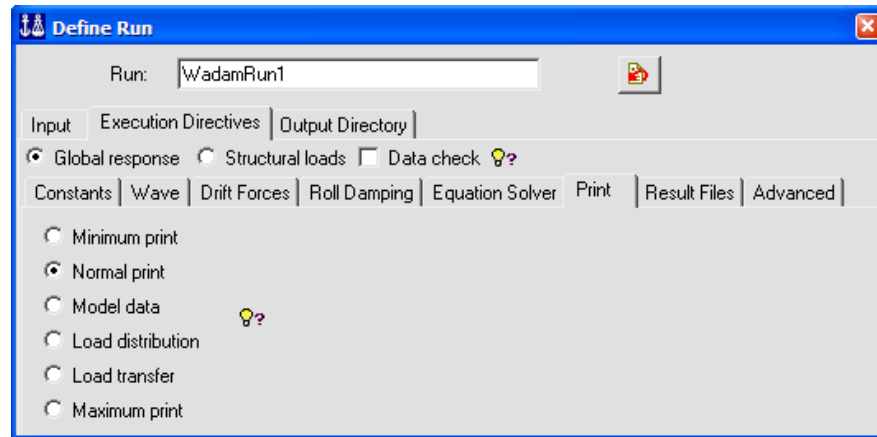 Define Run
Run: WadamRun1
Input Execution Directives Output Directory
Global response Structural loads Data check ?
Constants Wave Drift Forces Roll Damping Equation Solver Print Result Files Advanced
Minimum print
Normal print
Model data
?
Load distribution
Load transfer
Maximum print